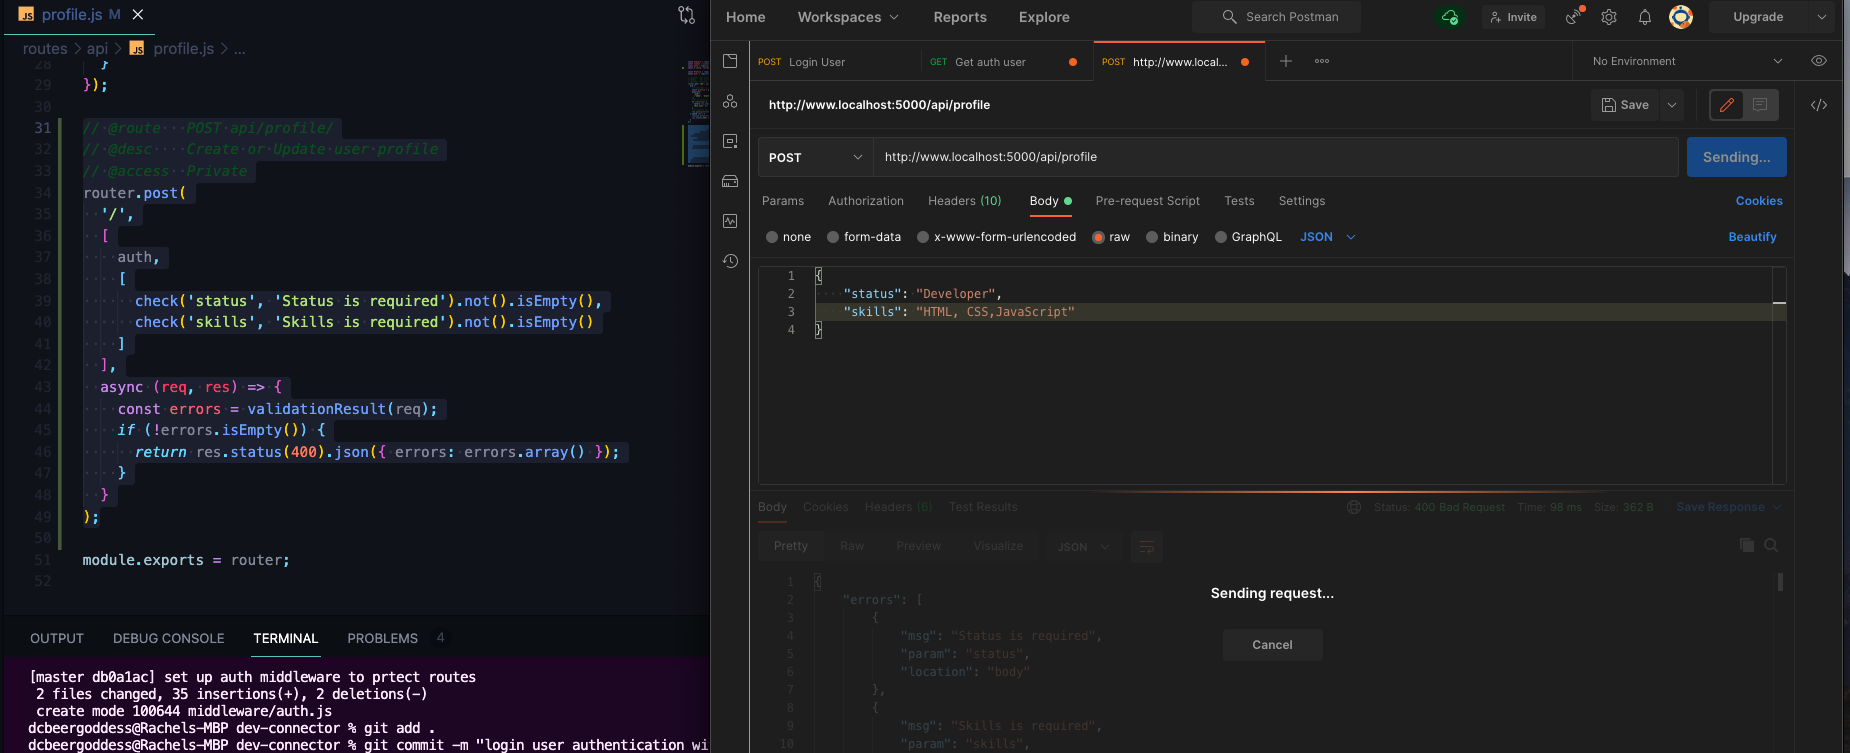 JS profile.js M
routes > api > JS profile.js > ...
28 }
29 });
30
31 // @route   POST api/profile/
32 // @desc    Create or Update user profile
33 // @access  Private
34 router.post(
35 '/',
36 [
37 auth,
38 [
39 check('status', 'Status is required').not().isEmpty(),
40 check('skills', 'Skills is required').not().isEmpty()
41 ]
42 ],
43 async (req, res) => {
44 const errors = validationResult(req);
45 if (!errors.isEmpty()) {
46 return res.status(400).json({ errors: errors.array() });
47 }
48 }
49 );
50
51 module.exports = router;
52
OUTPUT DEBUG CONSOLE TERMINAL PROBLEMS 4
[master db0a1ac] set up auth middleware to prtect routes
2 files changed, 35 insertions(+), 2 deletions(-)
create mode 100644 middleware/auth.js
dcbeergoddess@Rachels-MBP dev-connector % git add .
dcbeergoddess@Rachels-MBP dev-connector % git commit -m "login user authentication wi
Home Workspaces Reports Explore Search Postman Invite Upgrade
POST Login User GET Get auth user POST http://www.local... No Environment
http://www.localhost:5000/api/profile Save
POST http://www.localhost:5000/api/profile Sending...
Params Authorization Headers (10) Body Pre-request Script Tests Settings Cookies
none form-data x-www-form-urlencoded raw binary GraphQL JSON Beautify
1 {
2 "status": "Developer",
3 "skills": "HTML, CSS,JavaScript"
4 }
Body Cookies Headers (6) Test Results Status: 400 Bad Request Time: 98 ms Size: 362 B Save Response
Pretty Raw Preview Visualize JSON
1 {
2 "errors": [
3 {
4 "msg": "Status is required",
5 "param": "status",
6 "location": "body"
7 },
8 {
9 "msg": "Skills is required",
10 "param": "skills",
Sending request...
Cancel